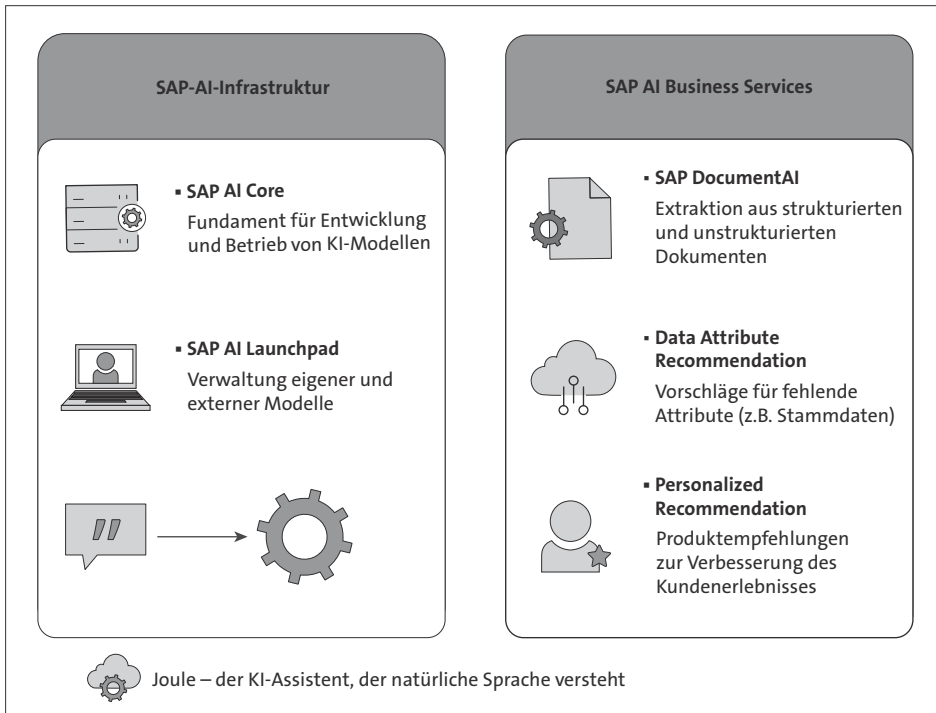 SAP-AI-Infrastruktur
▪ SAP AI Core
Fundament für Entwicklung
und Betrieb von KI-Modellen
▪ SAP AI Launchpad
Verwaltung eigener und
externer Modelle
SAP AI Business Services
▪ SAP DocumentAI
Extraktion aus strukturierten
und unstrukturierten
Dokumenten
▪ Data Attribute
Recommendation
Vorschläge für fehlende
Attribute (z.B. Stammdaten)
▪ Personalized
Recommendation
Produktempfehlungen
zur Verbesserung des
Kundenerlebnisses
Joule – der KI-Assistent, der natürliche Sprache versteht